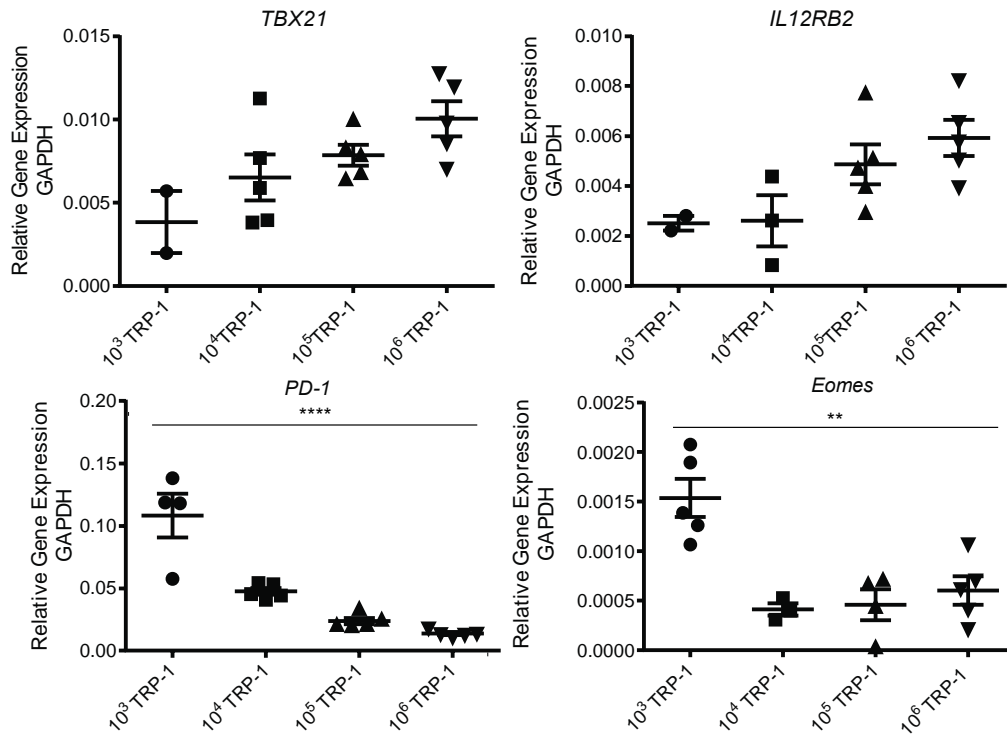 TBX21
Relative Gene Expression
GAPDH
0.015
0.010
0.005
0.000
10³ TRP-1
10⁴TRP-1
10⁵TRP-1
10⁶ TRP-1
IL12RB2
Relative Gene Expression
GAPDH
0.010
0.008
0.006
0.004
0.002
0.000
10³ TRP-1
10⁴ TRP-1
10⁵ TRP-1
10⁶ TRP-1
PD-1
****
Relative Gene Expression
GAPDH
0.20
0.15
0.10
0.05
0.00
10³ TRP-1
10⁴ TRP-1
10⁵ TRP-1
10⁶ TRP-1
Eomes
**
Relative Gene Expression
GAPDH
0.0025
0.0020
0.0015
0.0010
0.0005
0.0000
10³ TRP-1
10⁴ TRP-1
10⁵ TRP-1
10⁶ TRP-1